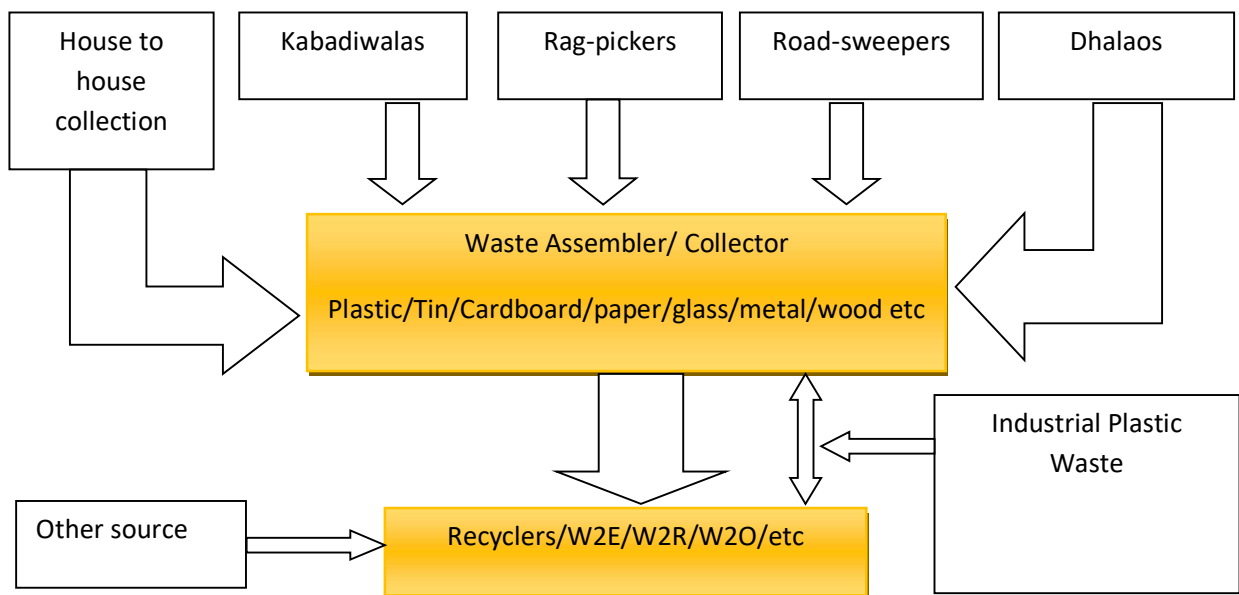 House to
house
collection
Kabadiwalas
Rag-pickers
Road-sweepers
Dhalaos
Waste Assembler/ Collector
Plastic/Tin/Cardboard/paper/glass/metal/wood etc
Industrial Plastic
Waste
Other source
Recyclers/W2E/W2R/W2O/etc